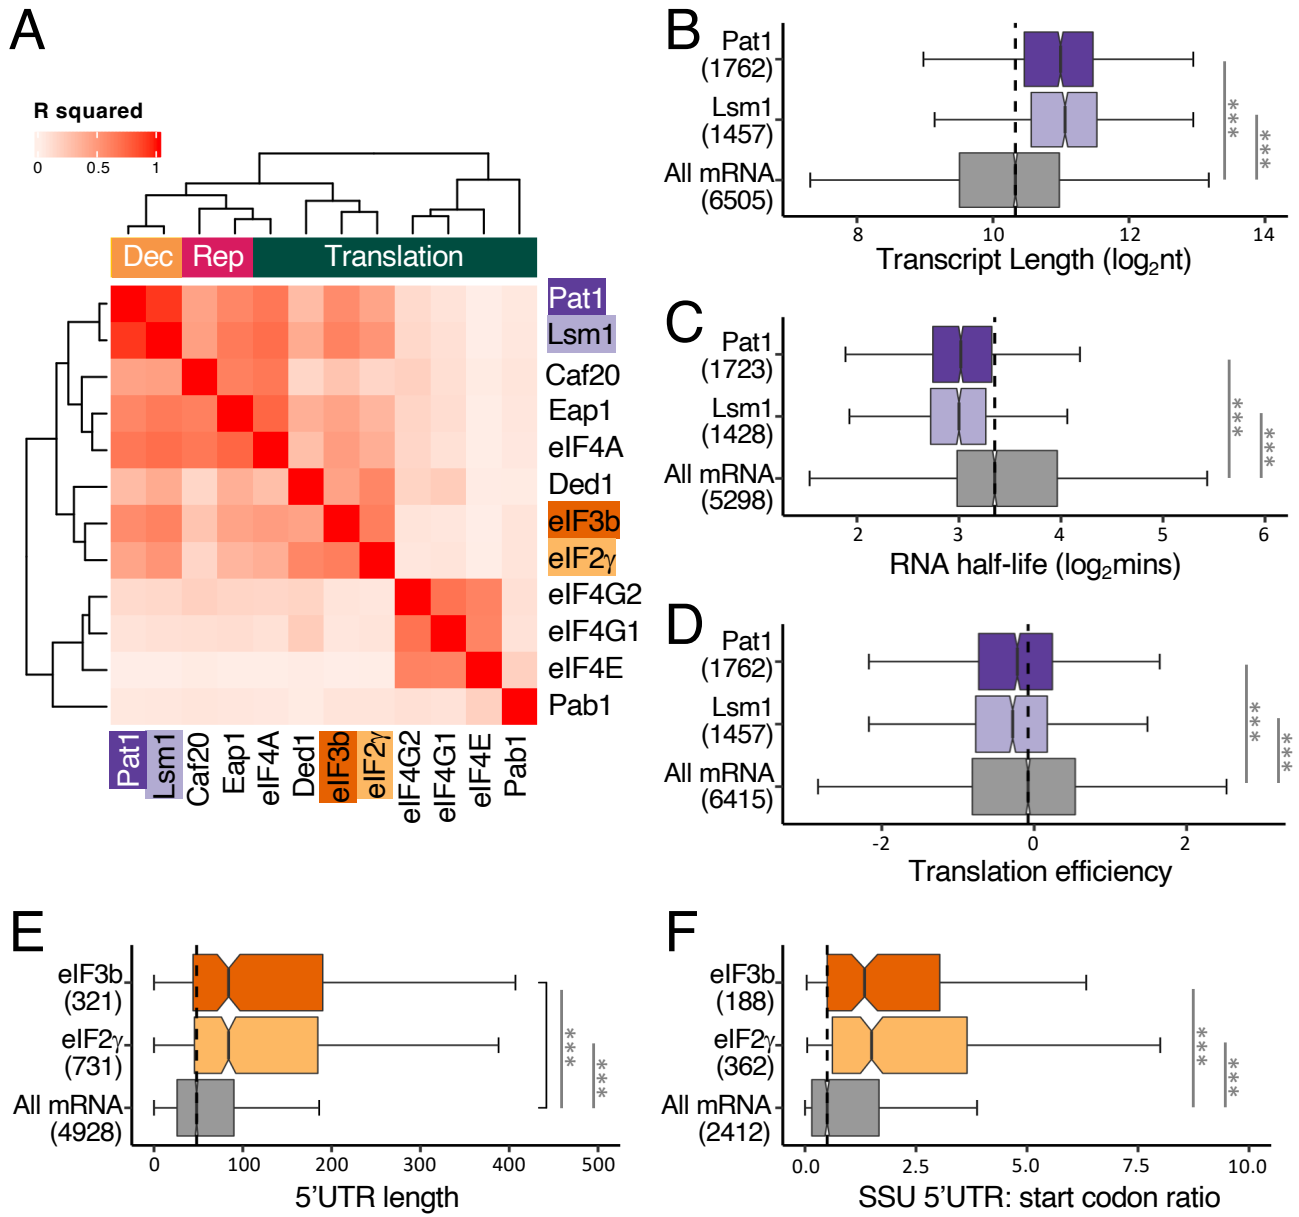 A
R squared
0 0.5 1
Dec Rep Translation
Pat1
Lsm1
Caf20
Eap1
eIF4A
Ded1
eIF3b
eIF2γ
eIF4G2
eIF4G1
eIF4E
Pab1
Pat1 Lsm1 Caf20 Eap1 eIF4A Ded1 eIF3b eIF2γ eIF4G2 eIF4G1 eIF4E Pab1
B
Pat1
(1762)
Lsm1
(1457)
All mRNA
(6505)
***
***
8 10 12 14
Transcript Length (log₂nt)
C
Pat1
(1723)
Lsm1
(1428)
All mRNA
(5298)
***
***
2 3 4 5 6
RNA half-life (log₂mins)
D
Pat1
(1762)
Lsm1
(1457)
All mRNA
(6415)
***
***
-2 0 2
Translation efficiency
E
eIF3b
(321)
eIF2γ
(731)
All mRNA
(4928)
***
***
0 100 200 300 400 500
5’UTR length
F
eIF3b
(188)
eIF2γ
(362)
All mRNA
(2412)
***
***
0.0 2.5 5.0 7.5 10.0
SSU 5’UTR: start codon ratio